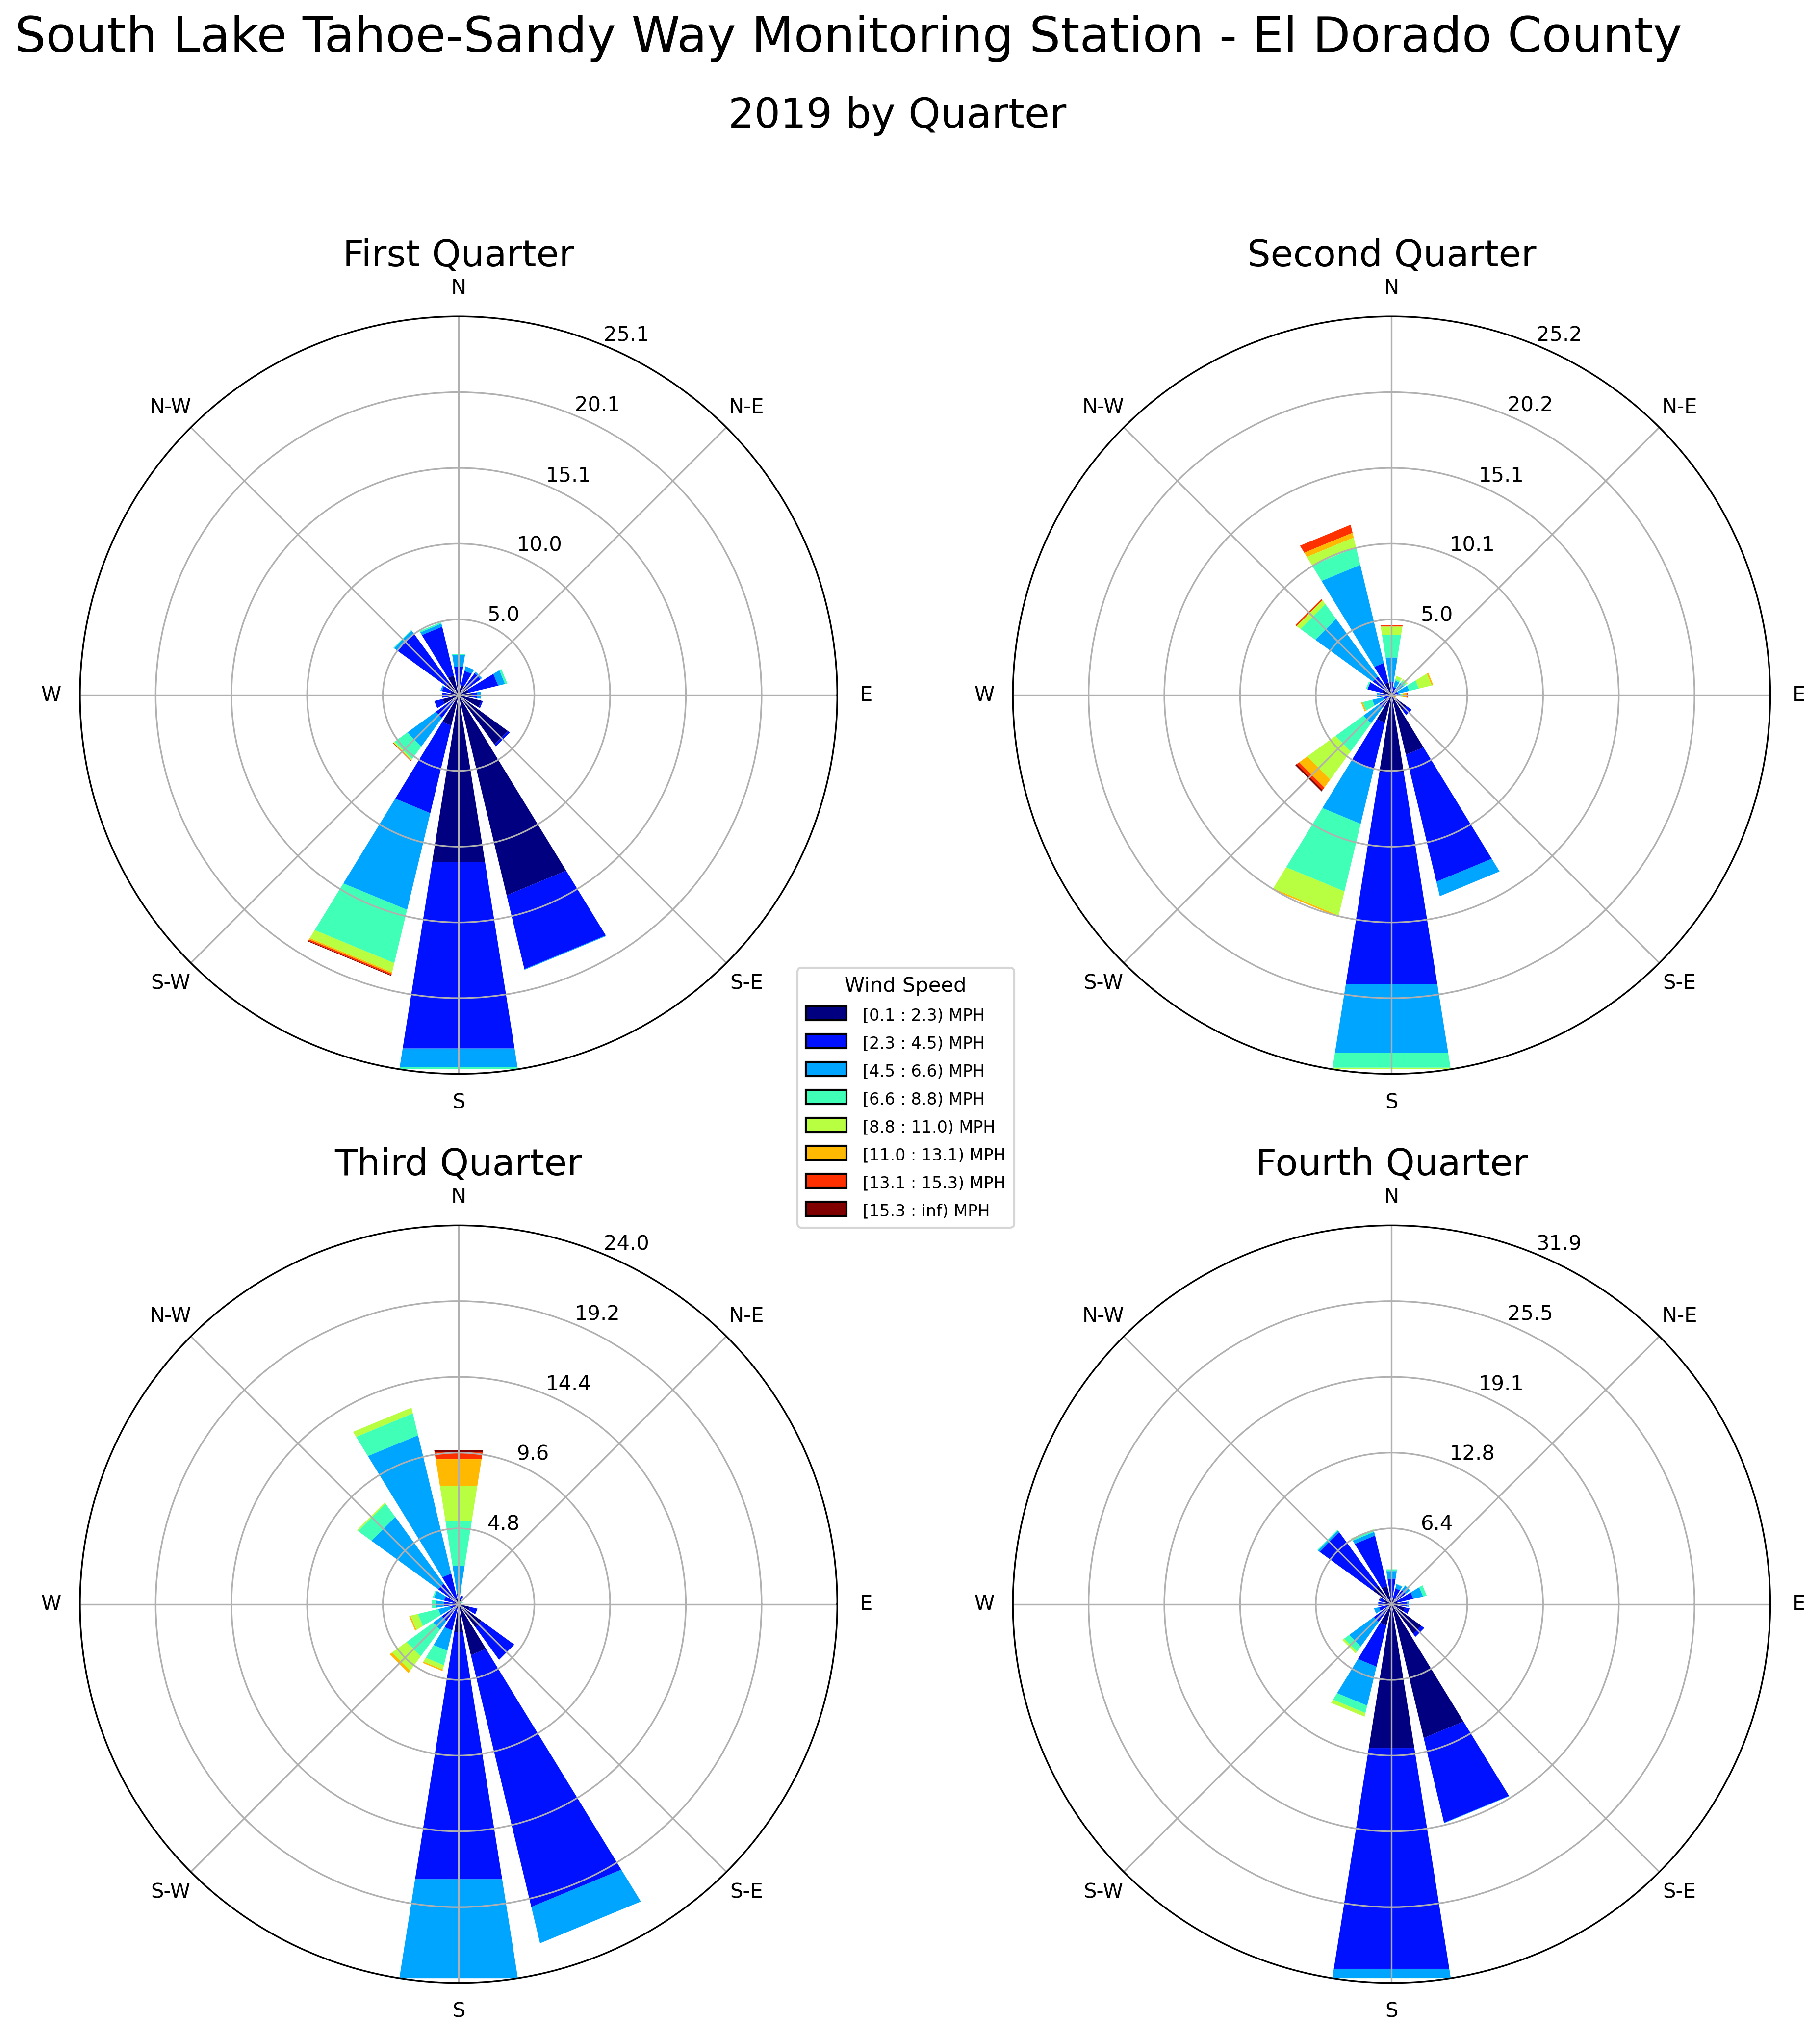 South Lake Tahoe-Sandy Way Monitoring Station - El Dorado County
2019 by Quarter
First Quarter
N
25.1
20.1
15.1
10.0
5.0
N-W
N-E
W
E
S-W
S-E
S
Second Quarter
N
25.2
20.2
15.1
10.1
5.0
N-W
N-E
W
E
S-W
S-E
S
Wind Speed
[0.1 : 2.3) MPH
[2.3 : 4.5) MPH
[4.5 : 6.6) MPH
[6.6 : 8.8) MPH
[8.8 : 11.0) MPH
[11.0 : 13.1) MPH
[13.1 : 15.3) MPH
[15.3 : inf) MPH
Third Quarter
N
24.0
19.2
14.4
9.6
4.8
N-W
N-E
W
E
S-W
S-E
S
Fourth Quarter
N
31.9
25.5
19.1
12.8
6.4
N-W
N-E
W
E
S-W
S-E
S